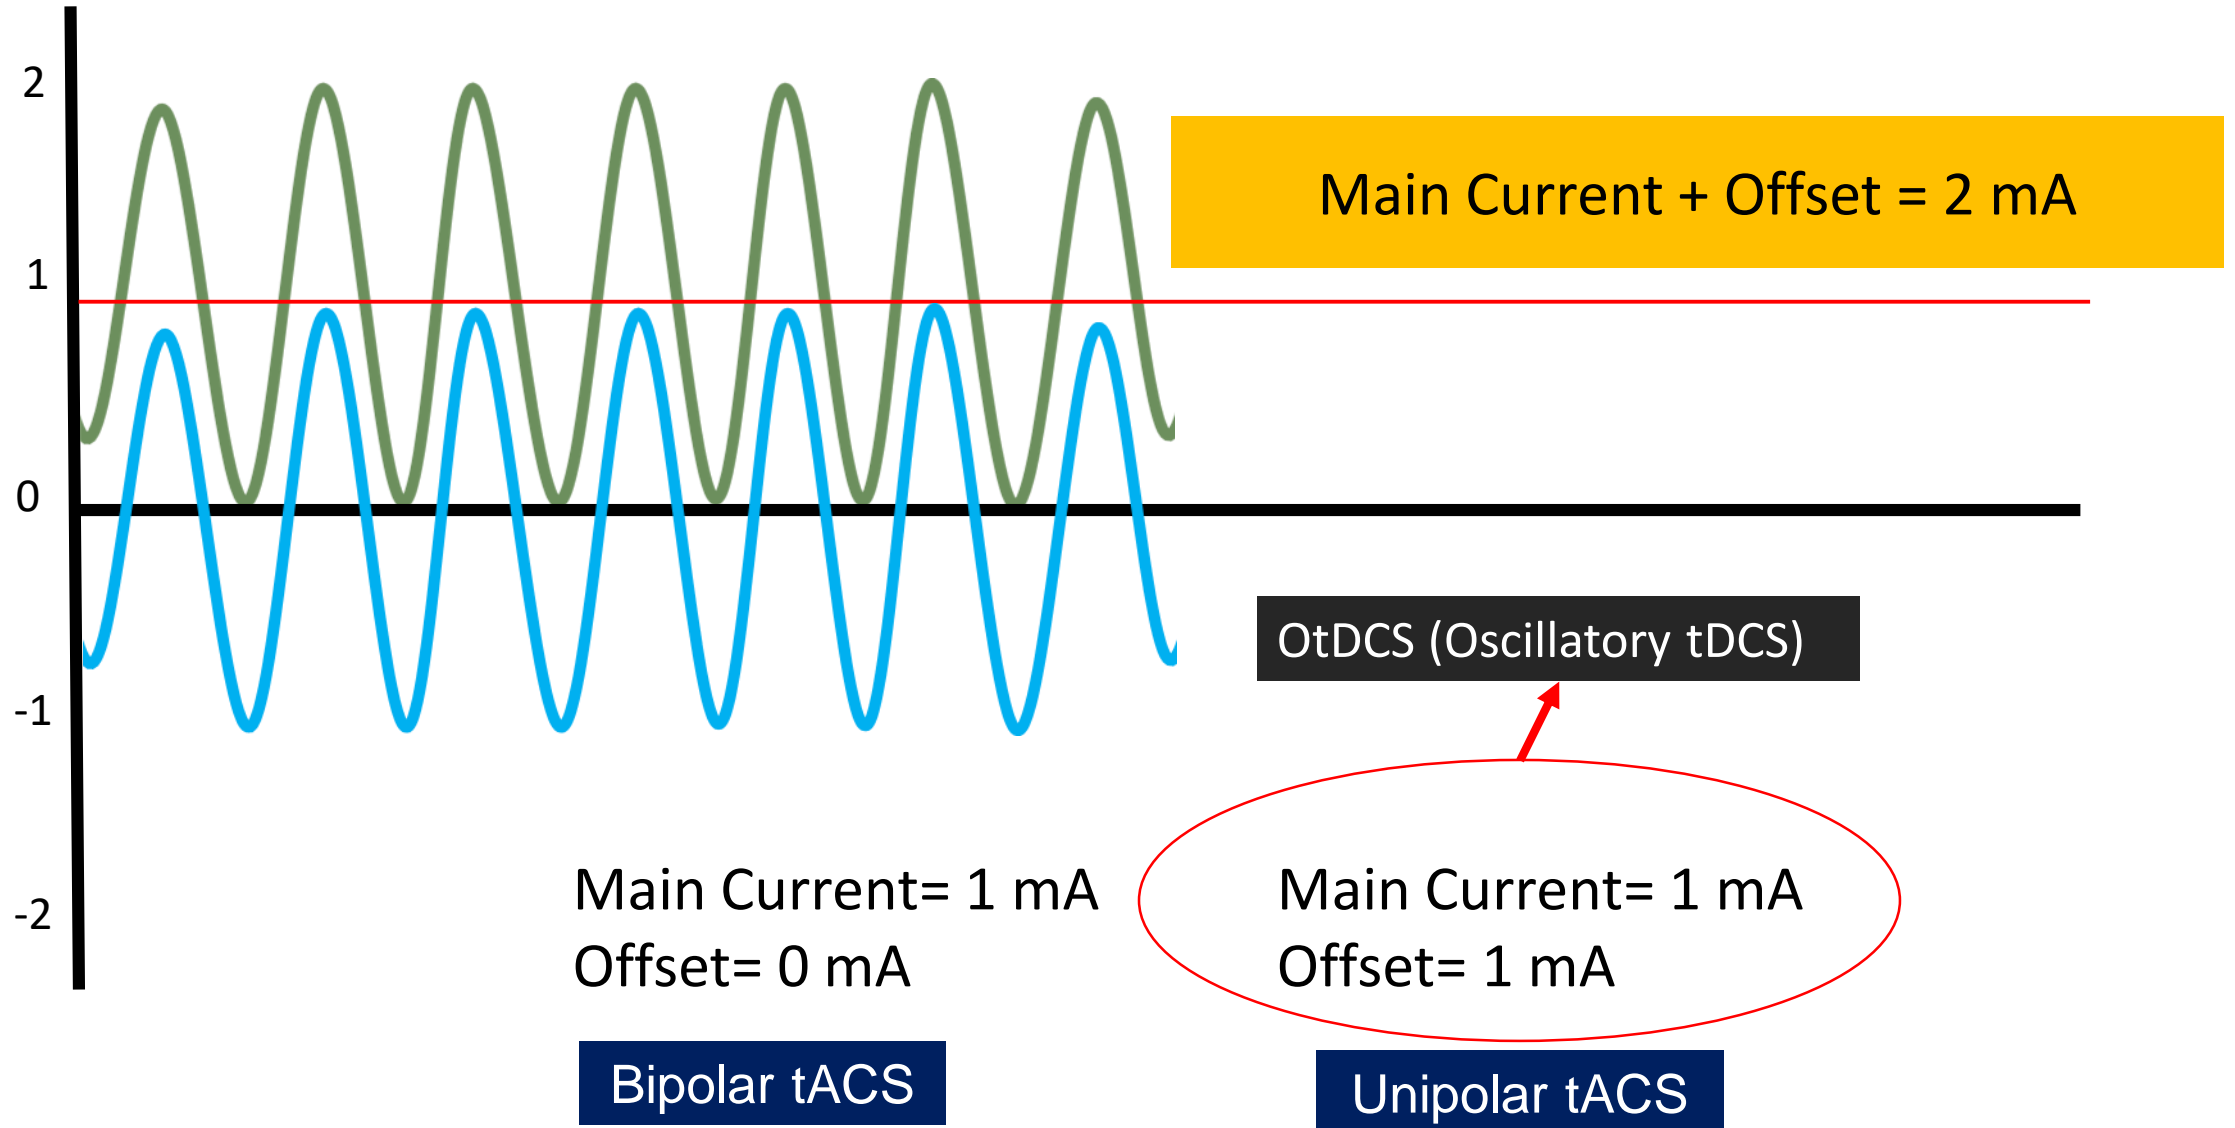 2
Main Current + Offset = 2 mA
1
0
OtDCS (Oscillatory tDCS)
-1
-2
Main Current= 1 mA
Offset= 0 mA
Main Current= 1 mA
Offset= 1 mA
Bipolar tACS
Unipolar tACS